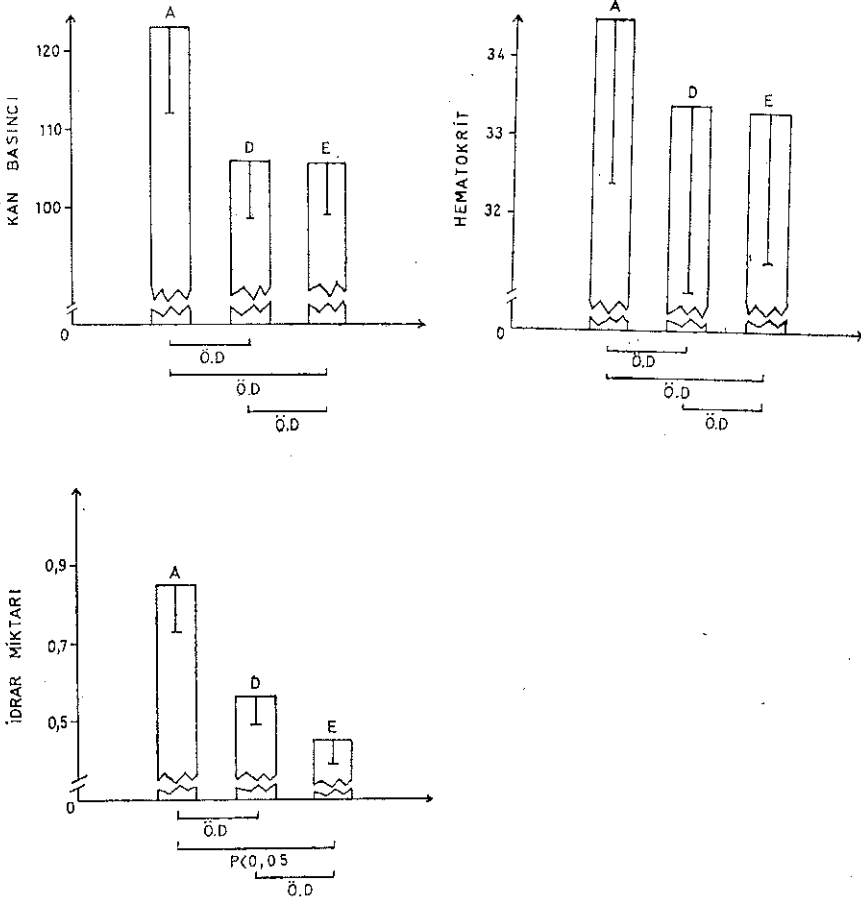 KAN BASINCI
120
110
100
0
A
D
E
Ö.D
Ö.D
Ö.D
HEMATOKRİT
34
33
32
0
A
D
E
Ö.D
Ö.D
Ö.D
İDRAR MİKTARI
0,9
0,7
0,5
0
A
D
E
Ö.D
P<0,05
Ö.D